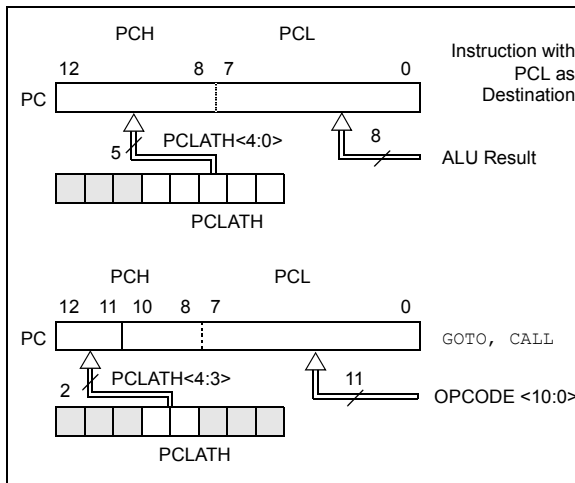 PCH PCL
12 8 7 0
Instruction with
PCL as
Destination
PC
PCLATH<4:0>
5
8
ALU Result
PCLATH
PCH PCL
12 11 10 8 7 0
PC
GOTO, CALL
PCLATH<4:3>
2
11
OPCODE <10:0>
PCLATH